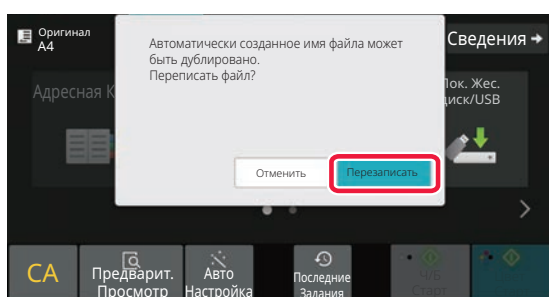 Оригинал
A4
Сведения
Автоматически созданное имя файла может
быть дублировано.
Переписать файл?
Адресная К
Лок. Жес.
диск/USB
Отменить
Перезаписать
CA
Предварит.
Просмотр
Авто
Настройка
Последние
Задания
Ч/Б
Старт